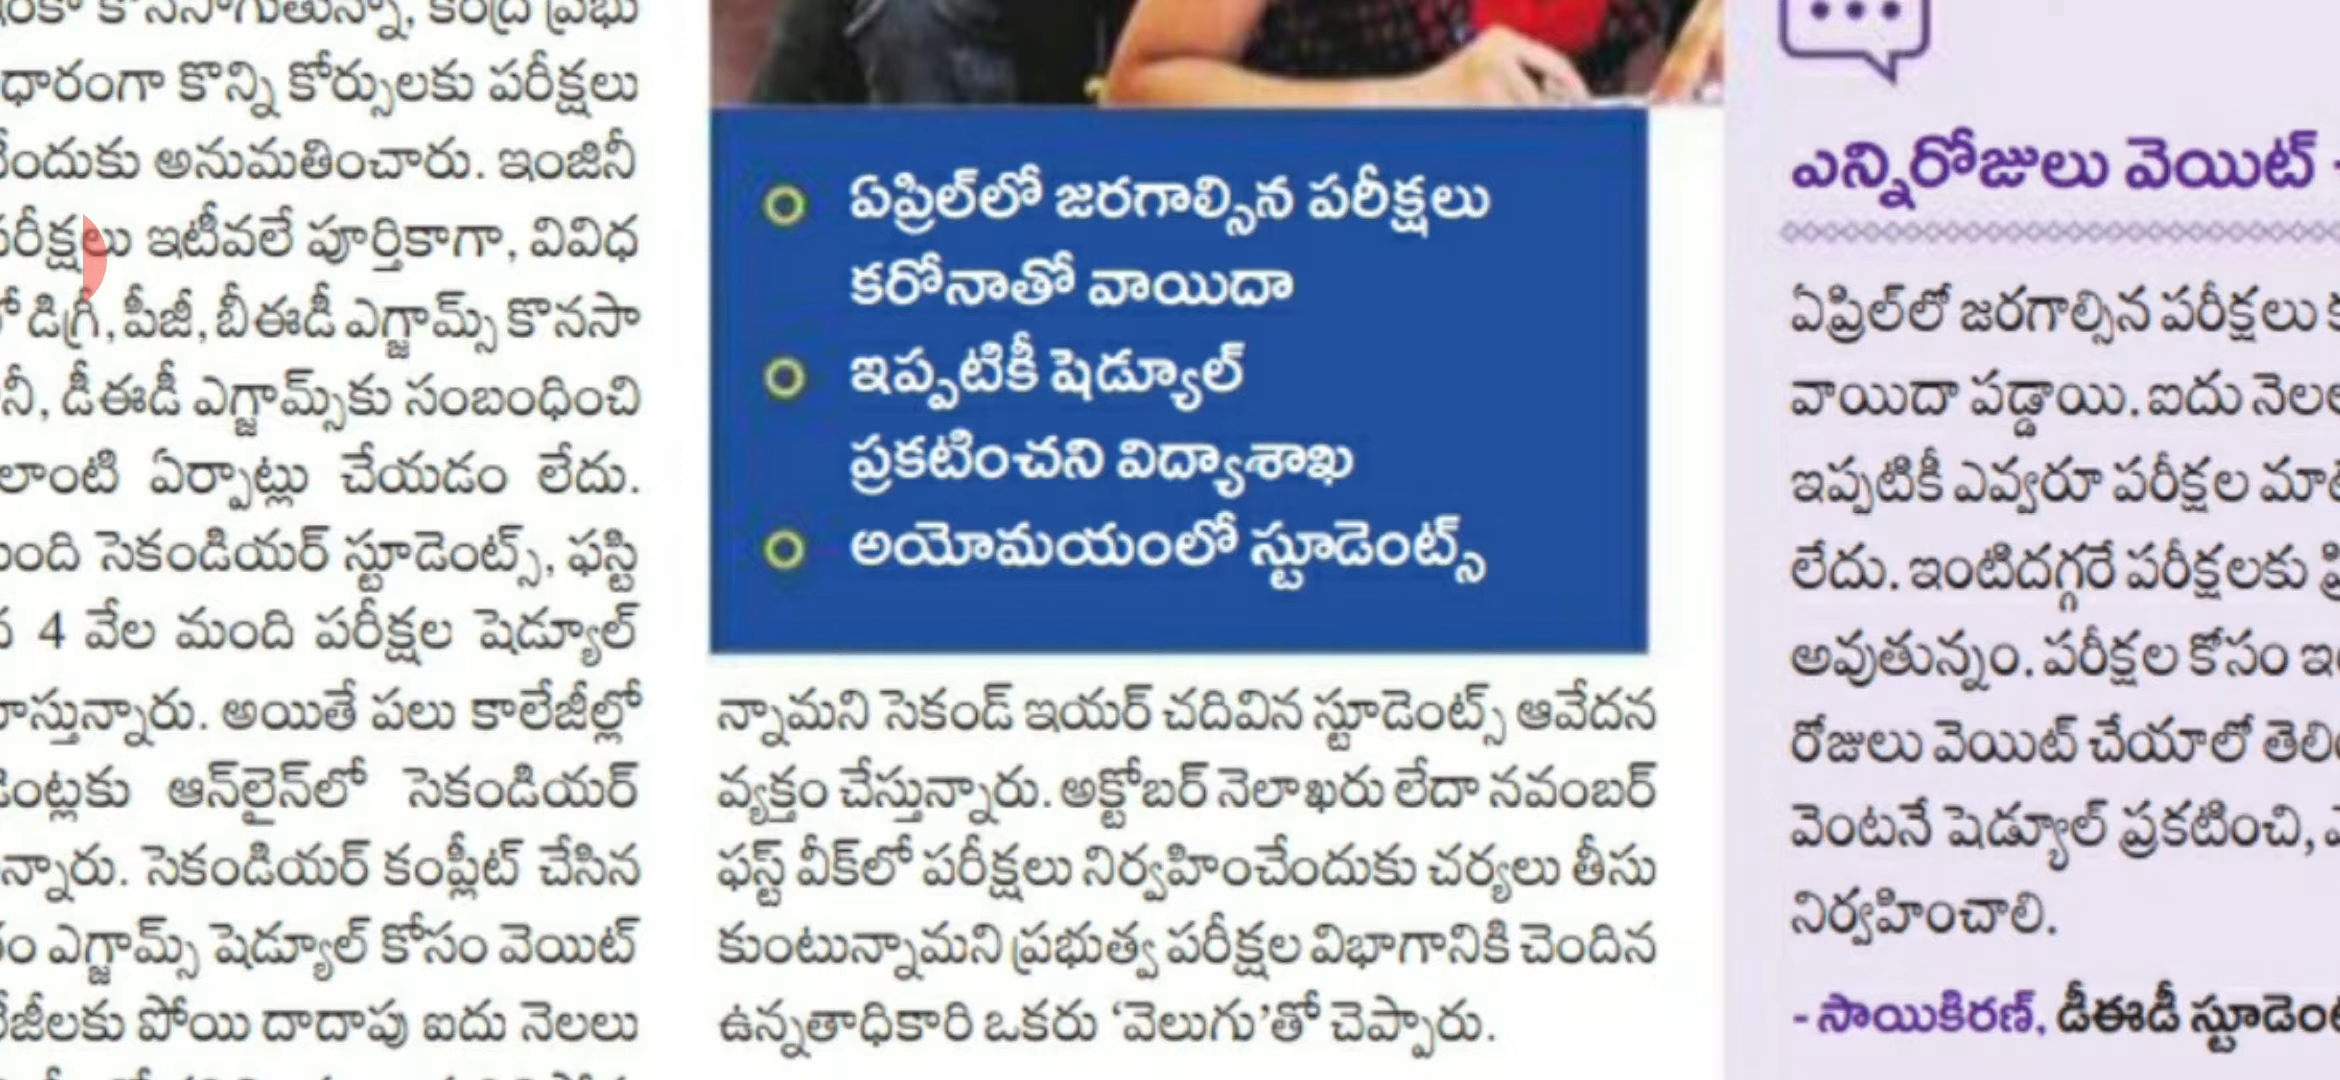 ధారంగా కొన్ని కోర్సులకు పరీక్షలు
అనుమతించారు. ఇంజినీ
ఇటీవలే పూర్తికాగా, వివిధ
డిగ్రీ, పీజీ, బీఈడీ ఎగ్జామ్స్ కొనసా
డీఈడీ ఎగ్జామ్స్‌కు సంబంధించి
లాంటి ఏర్పాట్లు చేయడం లేదు.
సెకండియర్ స్టూడెంట్స్, ఫస్టి
4 వేల మంది పరీక్షల షెడ్యూల్
అయితే పలు కాలేజీల్లో
ఆన్‌లైన్‌లో సెకండియర్
న్నారు. సెకండియర్ కంప్లీట్ చేసిన
ఎగ్జామ్స్ షెడ్యూల్ కోసం వెయిట్
పోయి దాదాపు ఐదు నెలలు
ఏప్రిల్‌లో జరగాల్సిన పరీక్షలు
కరోనాతో వాయిదా
ఇప్పటికీ షెడ్యూల్
ప్రకటించని విద్యాశాఖ
అయోమయంలో స్టూడెంట్స్
న్నామని సెకండ్ ఇయర్ చదివిన స్టూడెంట్స్ ఆవేదన
వ్యక్తం చేస్తున్నారు. అక్టోబర్ నెలాఖరు లేదా నవంబర్
ఫస్ట్ వీక్‌లో పరీక్షలు నిర్వహించేందుకు చర్యలు తీసు
కుంటున్నామని ప్రభుత్వ పరీక్షల విభాగానికి చెందిన
ఉన్నతాధికారి ఒకరు ‘వెలుగు’తో చెప్పారు.
ఎన్నిరోజులు వెయిట్
ఏప్రిల్‌లో జరగాల్సిన పరీక్షలు
వాయిదా పడ్డాయి. ఐదు
ఇప్పటికీ ఎవ్వరూ పరీక్షల
లేదు. ఇంటిదగ్గరే పరీక్షలకు
అవుతున్నం. పరీక్షల కోసం
రోజులు వెయిట్ చేయాలో
వెంటనే షెడ్యూల్ ప్రకటించి,
నిర్వహించాలి.
- సాయికిరణ్, డీఈడీ